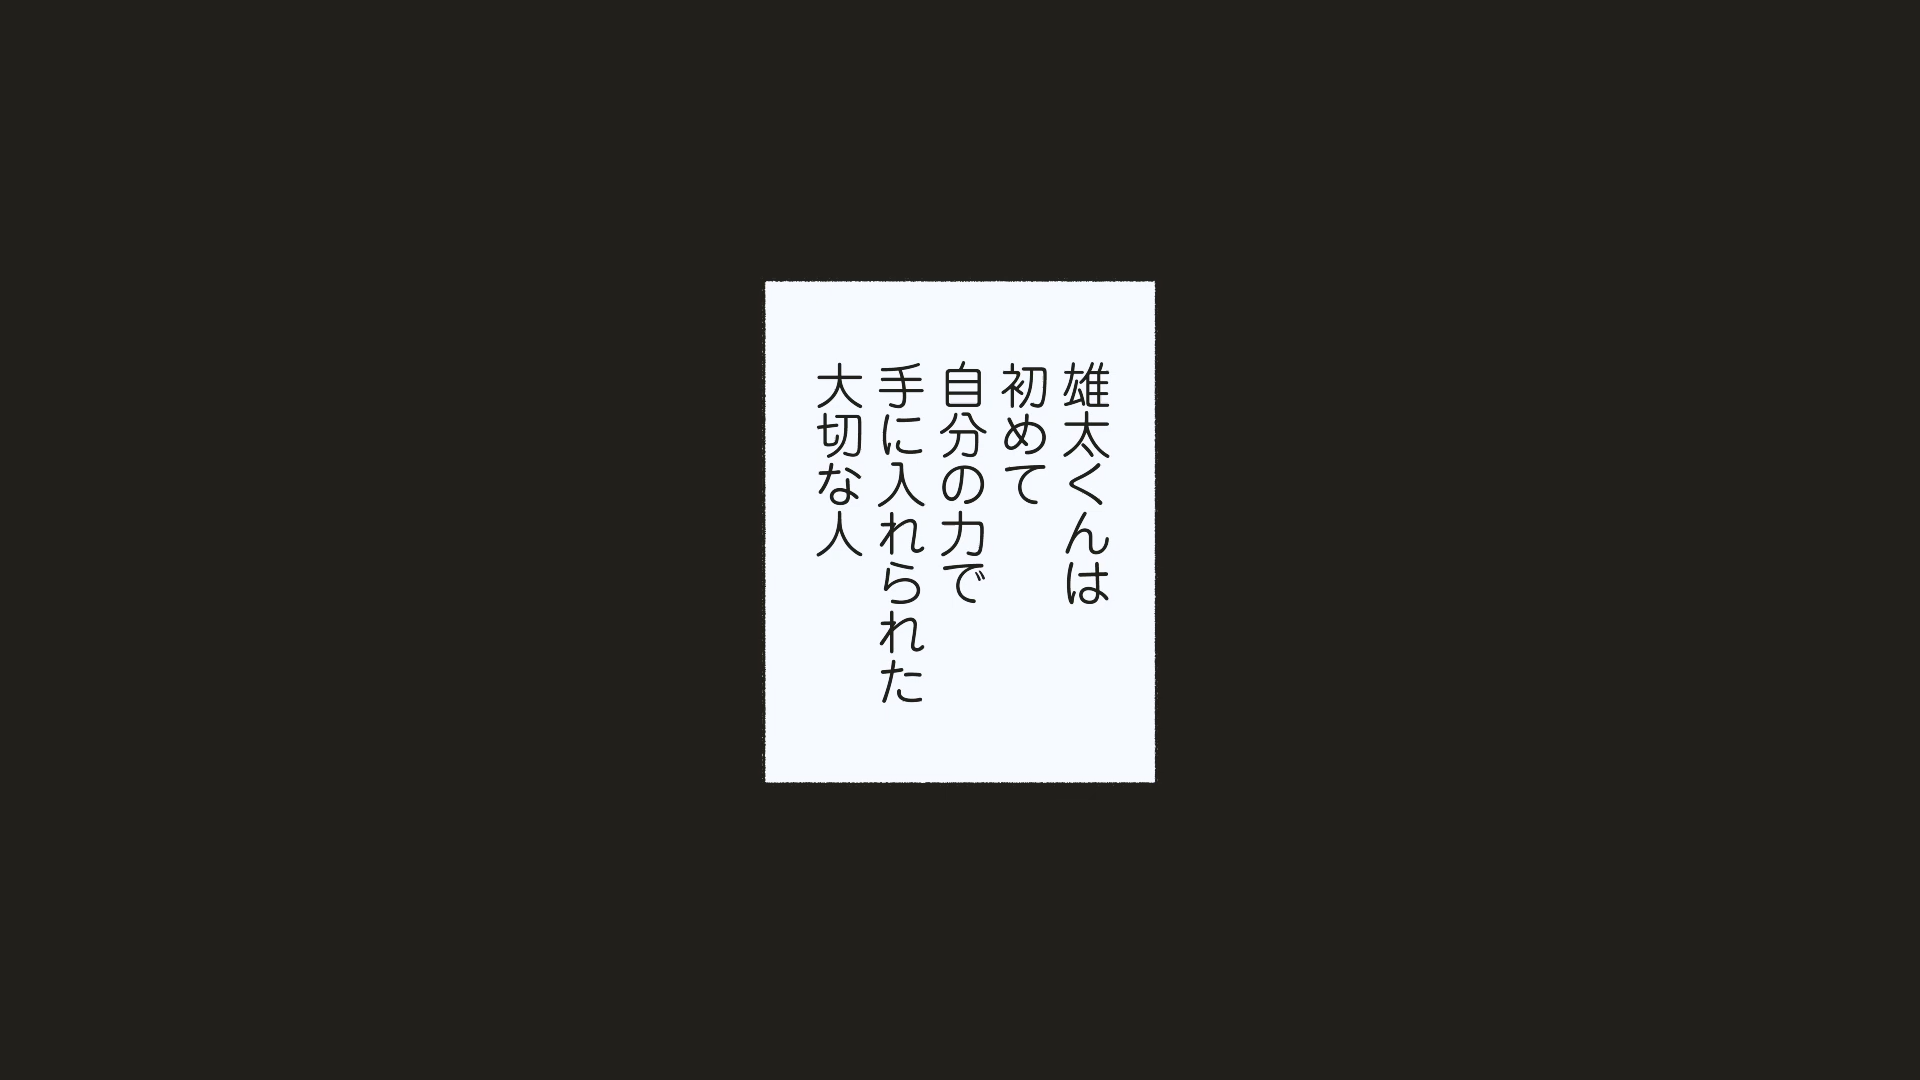 雄太くんは
初めて
自分の力で
手に入れられた
大切な人